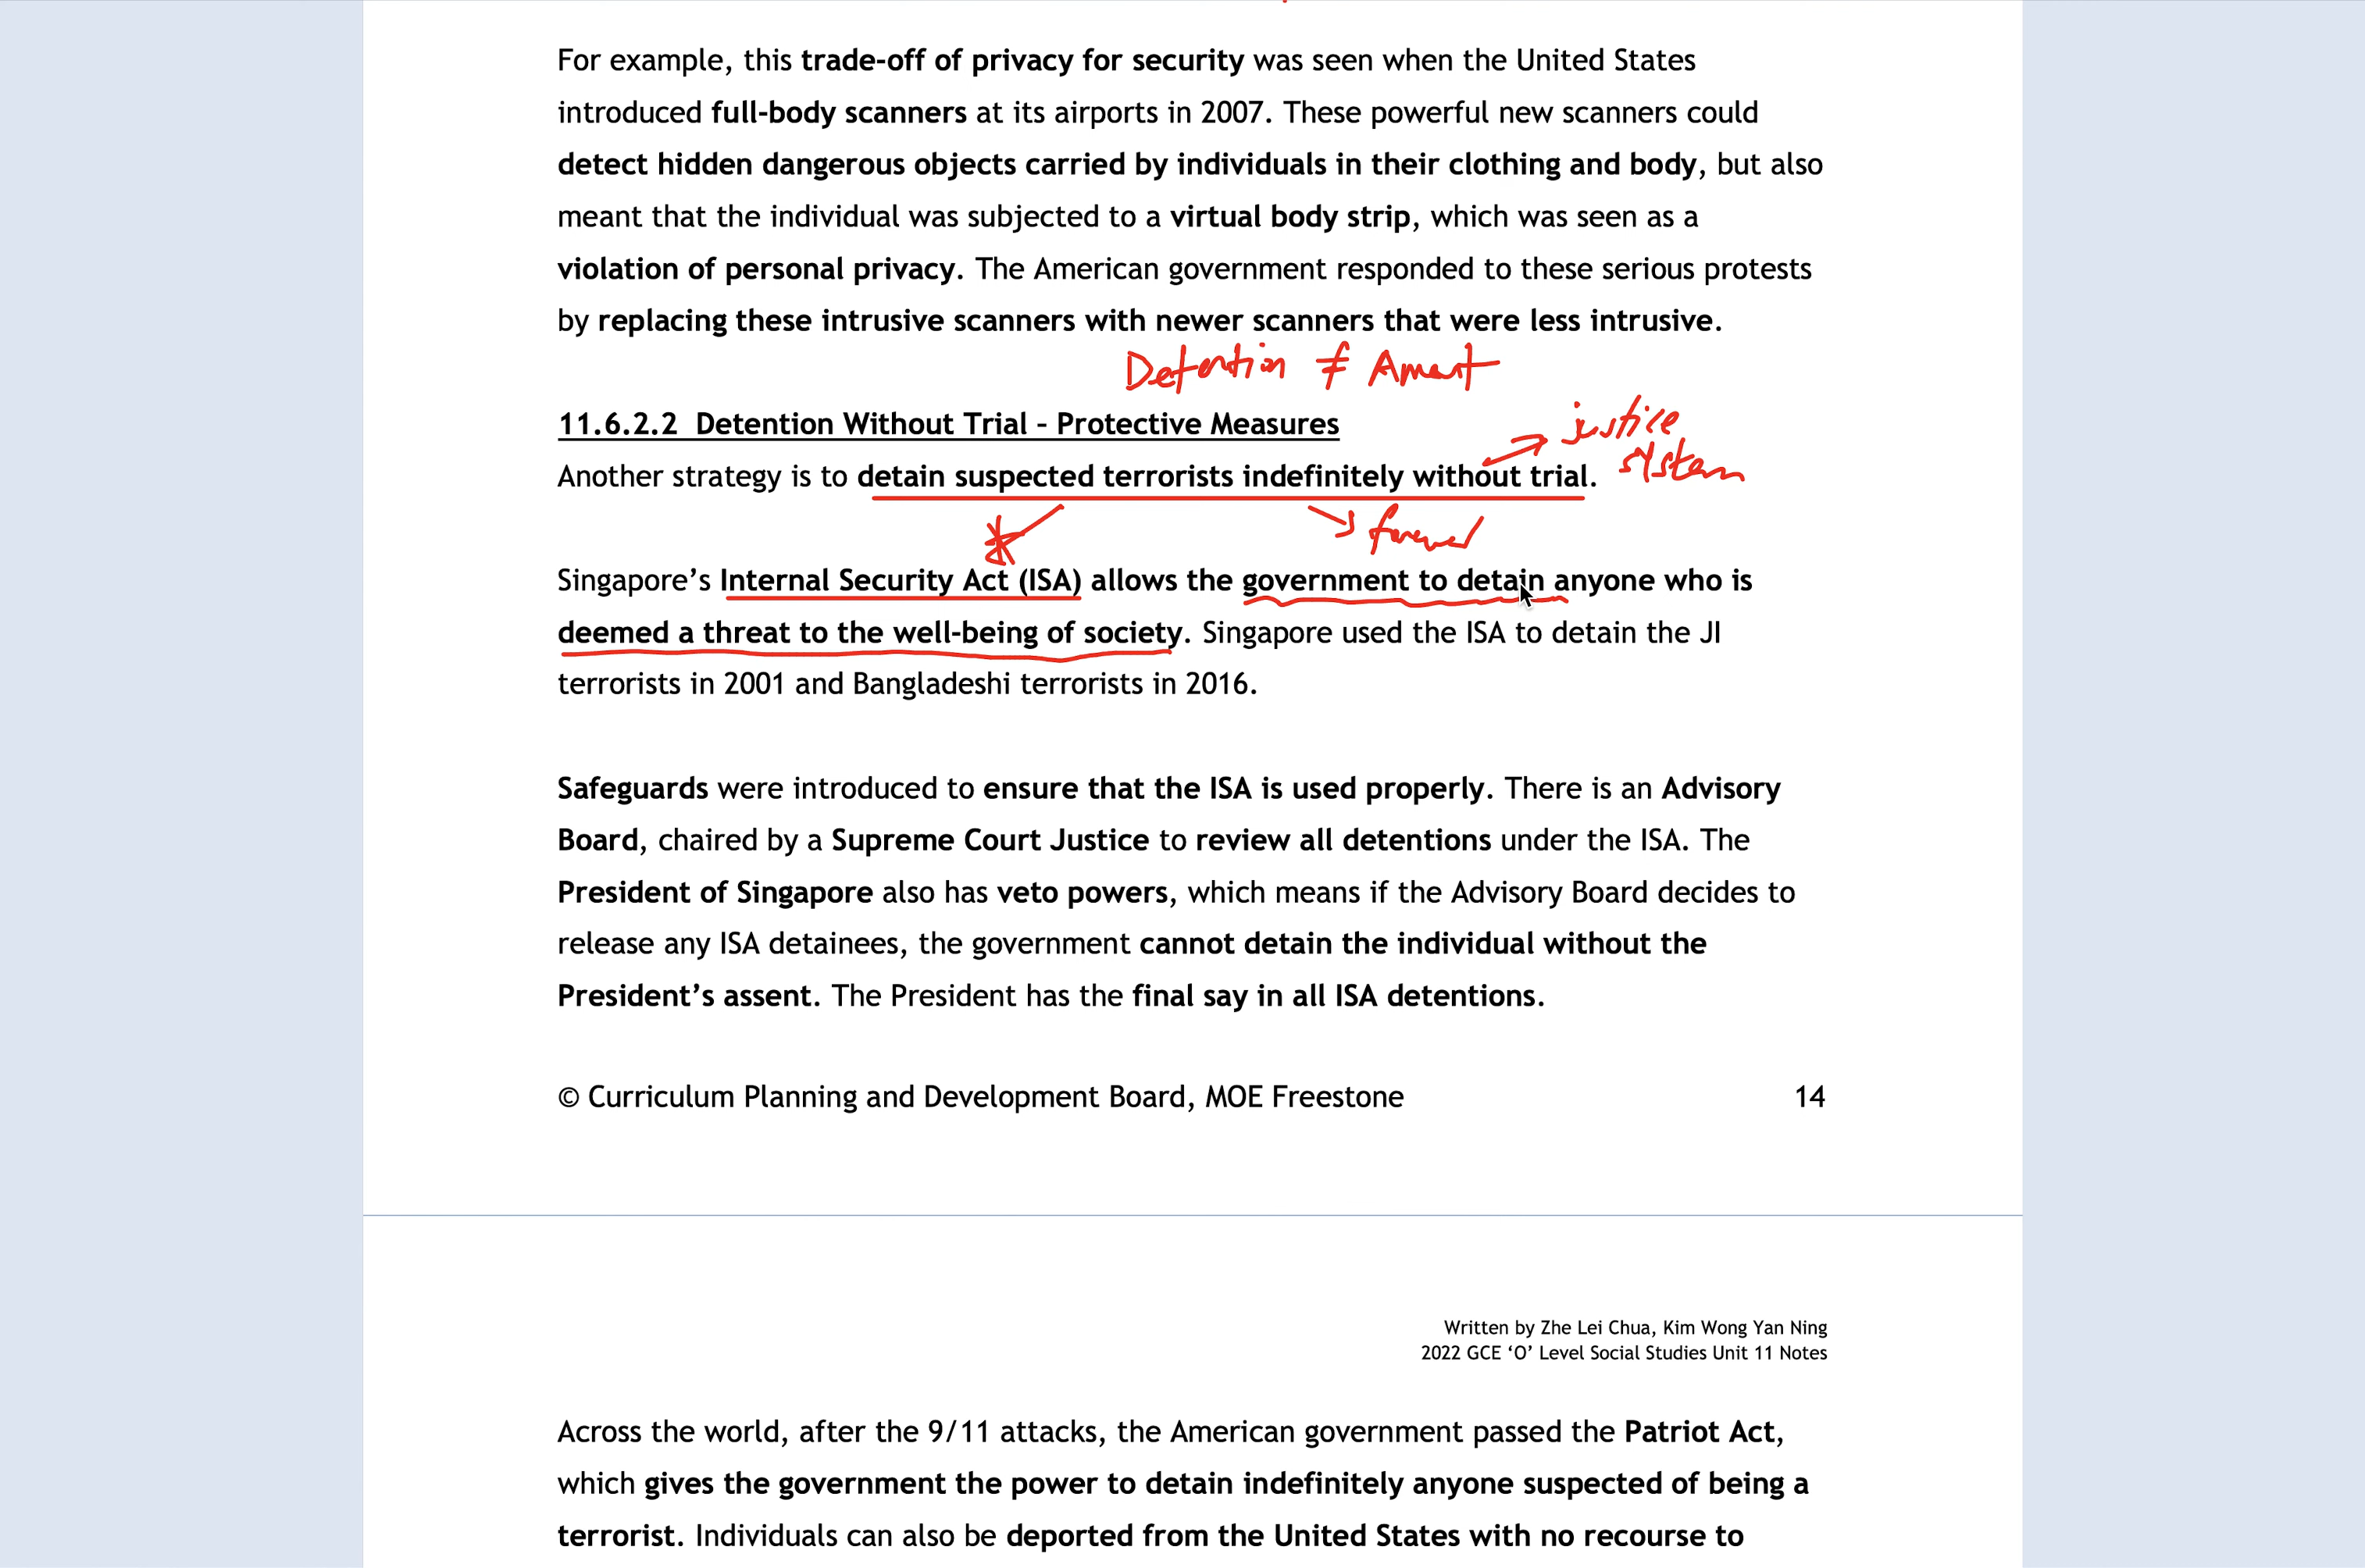 For example, this trade-off of privacy for security was seen when the United States
introduced full-body scanners at its airports in 2007. These powerful new scanners could
detect hidden dangerous objects carried by individuals in their clothing and body, but also
meant that the individual was subjected to a virtual body strip, which was seen as a
violation of personal privacy. The American government responded to these serious protests
by replacing these intrusive scanners with newer scanners that were less intrusive.
Detention ≠ Arrest
11.6.2.2 Detention Without Trial - Protective Measures
justice
system
Another strategy is to detain suspected terrorists indefinitely without trial.
forever
Singapore's Internal Security Act (ISA) allows the government to detain anyone who is
deemed a threat to the well-being of society. Singapore used the ISA to detain the JI
terrorists in 2001 and Bangladeshi terrorists in 2016.
Safeguards were introduced to ensure that the ISA is used properly. There is an Advisory
Board, chaired by a Supreme Court Justice to review all detentions under the ISA. The
President of Singapore also has veto powers, which means if the Advisory Board decides to
release any ISA detainees, the government cannot detain the individual without the
President's assent. The President has the final say in all ISA detentions.
© Curriculum Planning and Development Board, MOE Freestone 14
Written by Zhe Lei Chua, Kim Wong Yan Ning
2022 GCE 'O' Level Social Studies Unit 11 Notes
Across the world, after the 9/11 attacks, the American government passed the Patriot Act,
which gives the government the power to detain indefinitely anyone suspected of being a
terrorist. Individuals can also be deported from the United States with no recourse to